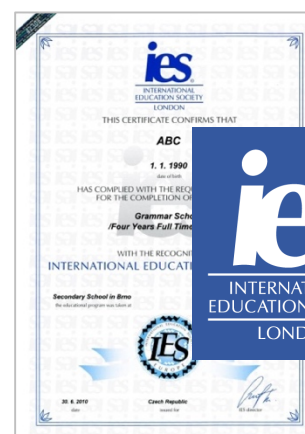 ies
INTERNATIONAL
EDUCATION SOCIETY
LONDON
THIS CERTIFICATE CONFIRMS THAT
ABC
1. 1. 1990
date of birth
HAS COMPLIED WITH THE REQ
FOR THE COMPLETION OF
Grammar Scho
/Four Years Full Time
WITH THE RECOGNIT
INTERNATIONAL EDUCATI
Secondary School in Brno
the educational program was taken at
IES
30. 6. 2010
date
Czech Republic
issued for
IES director
ie
INTERNAT
EDUCATION
LOND